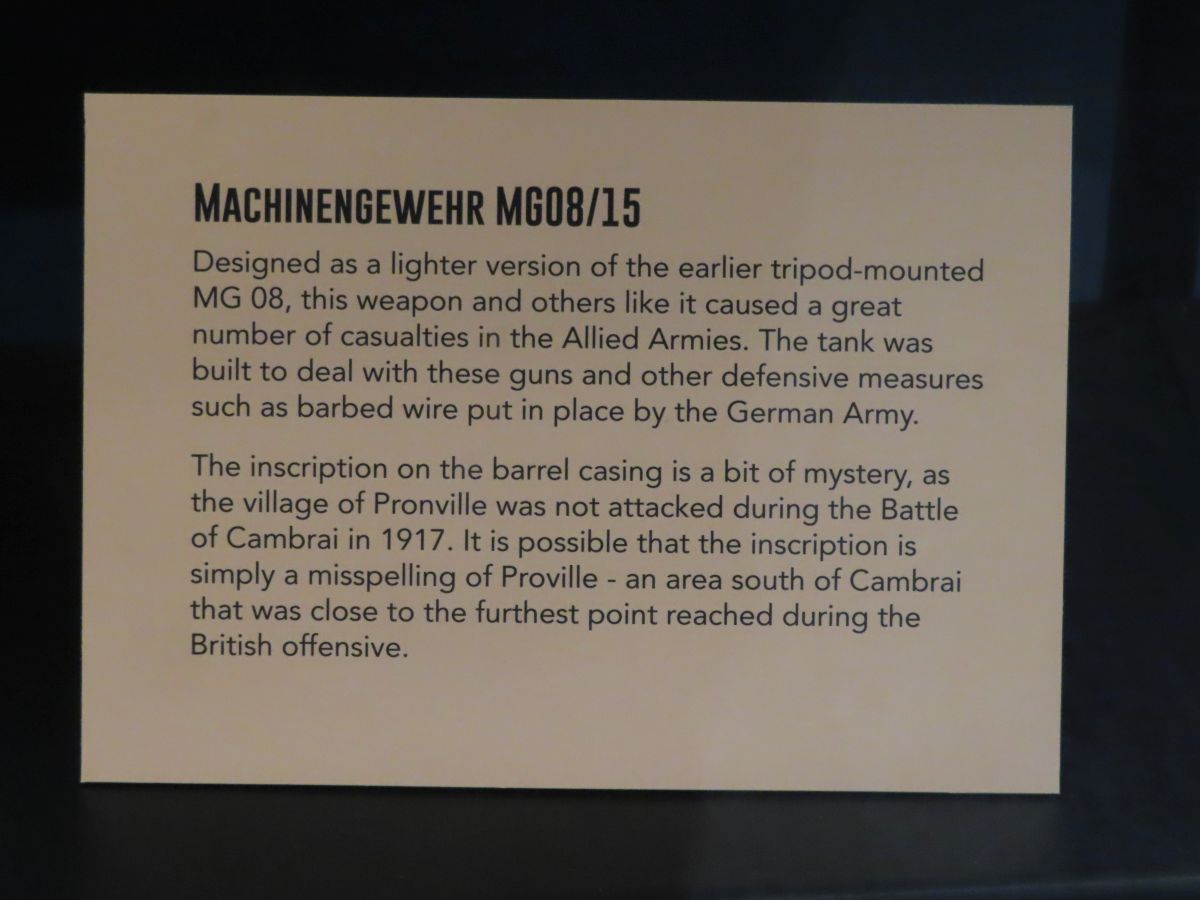 MACHINENGEWEHR MG08/15
Designed as a lighter version of the earlier tripod-mounted
MG 08, this weapon and others like it caused a great
number of casualties in the Allied Armies. The tank was
built to deal with these guns and other defensive measures
such as barbed wire put in place by the German Army.
The inscription on the barrel casing is a bit of mystery, as
the village of Pronville was not attacked during the Battle
of Cambrai in 1917. It is possible that the inscription is
simply a misspelling of Proville - an area south of Cambrai
that was close to the furthest point reached during the
British offensive.